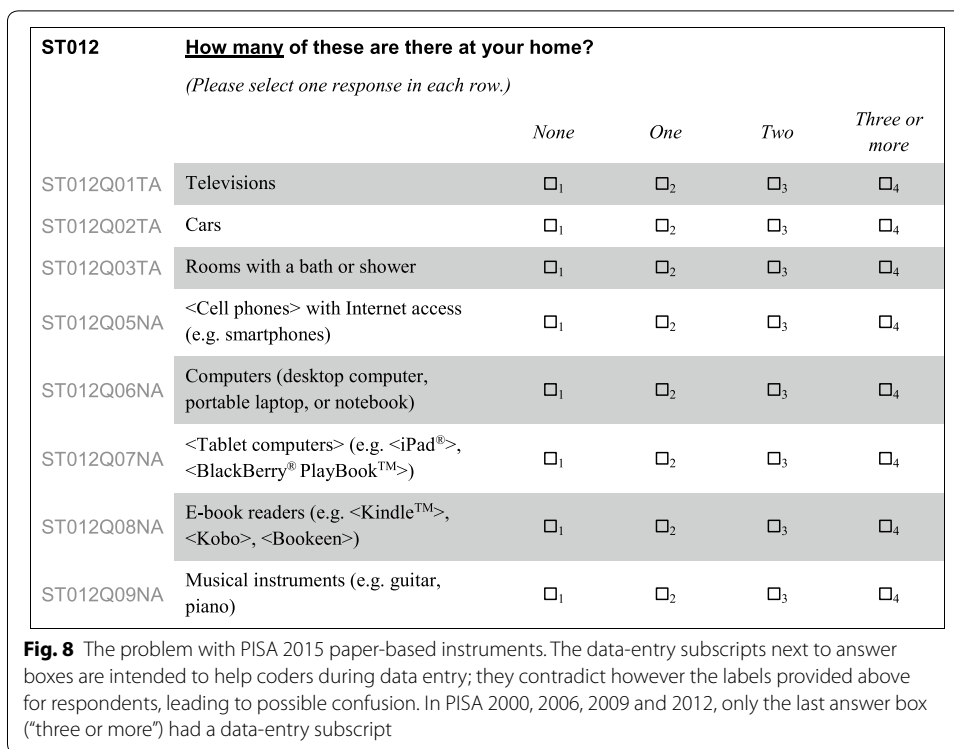 ST012 How many of these are there at your home?
(Please select one response in each row.)
None One Two Three or
more
ST012Q01TA Televisions □1 □2 □3 □4
ST012Q02TA Cars □1 □2 □3 □4
ST012Q03TA Rooms with a bath or shower □1 □2 □3 □4
ST012Q05NA <Cell phones> with Internet access
(e.g. smartphones) □1 □2 □3 □4
ST012Q06NA Computers (desktop computer,
portable laptop, or notebook) □1 □2 □3 □4
ST012Q07NA <Tablet computers> (e.g. <iPad®>,
<BlackBerry® PlayBook™>) □1 □2 □3 □4
ST012Q08NA E-book readers (e.g. <Kindle™>,
<Kobo>, <Bookeen>) □1 □2 □3 □4
ST012Q09NA Musical instruments (e.g. guitar,
piano) □1 □2 □3 □4
Fig. 8 The problem with PISA 2015 paper-based instruments. The data-entry subscripts next to answer
boxes are intended to help coders during data entry; they contradict however the labels provided above
for respondents, leading to possible confusion. In PISA 2000, 2006, 2009 and 2012, only the last answer box
(“three or more”) had a data-entry subscript